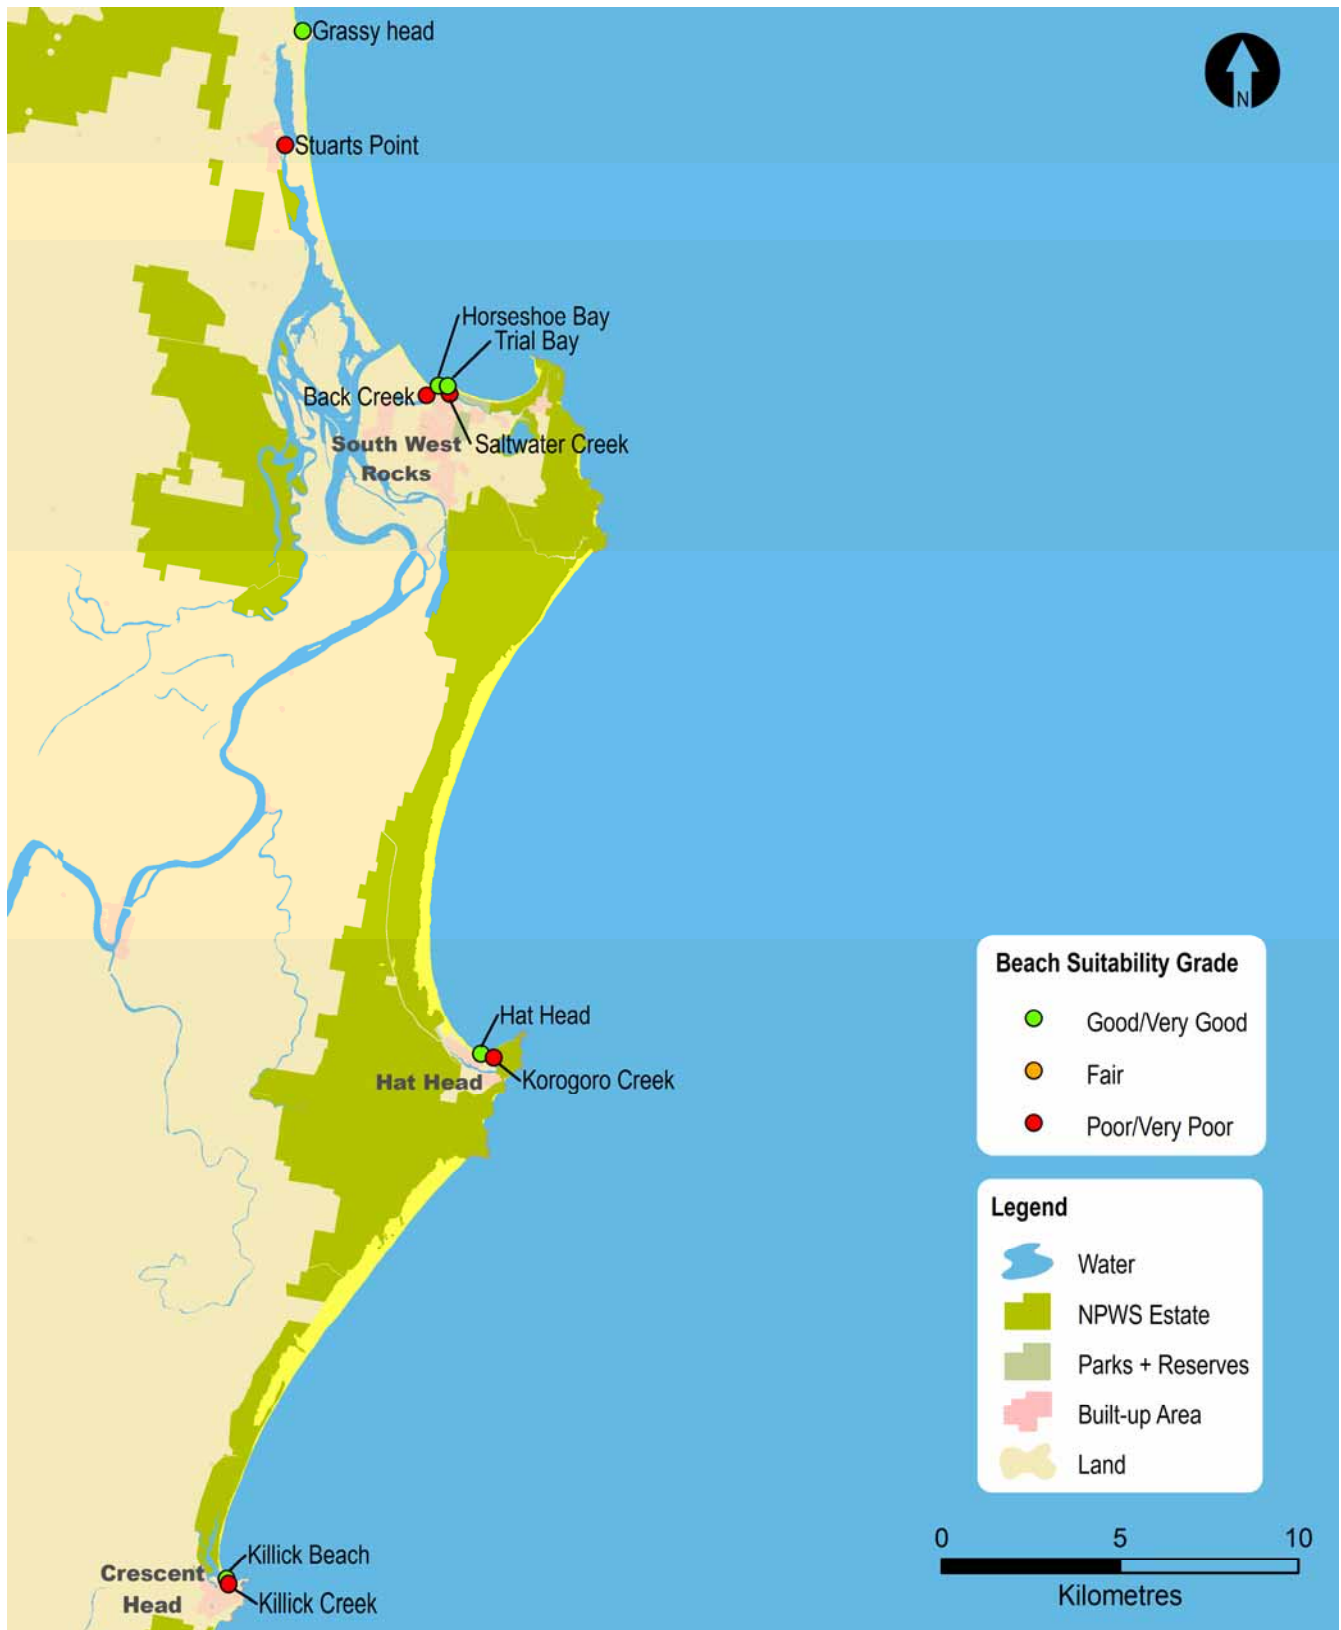 Grassy head
N
Stuarts Point
Horseshoe Bay
Trial Bay
Back Creek
South West
Rocks
Saltwater Creek
Hat Head
Hat Head
Korogoro Creek
Beach Suitability Grade
Good/Very Good
Fair
Poor/Very Poor
Legend
Water
NPWS Estate
Parks + Reserves
Built-up Area
Land
0 5 10
Kilometres
Killick Beach
Crescent
Head
Killick Creek